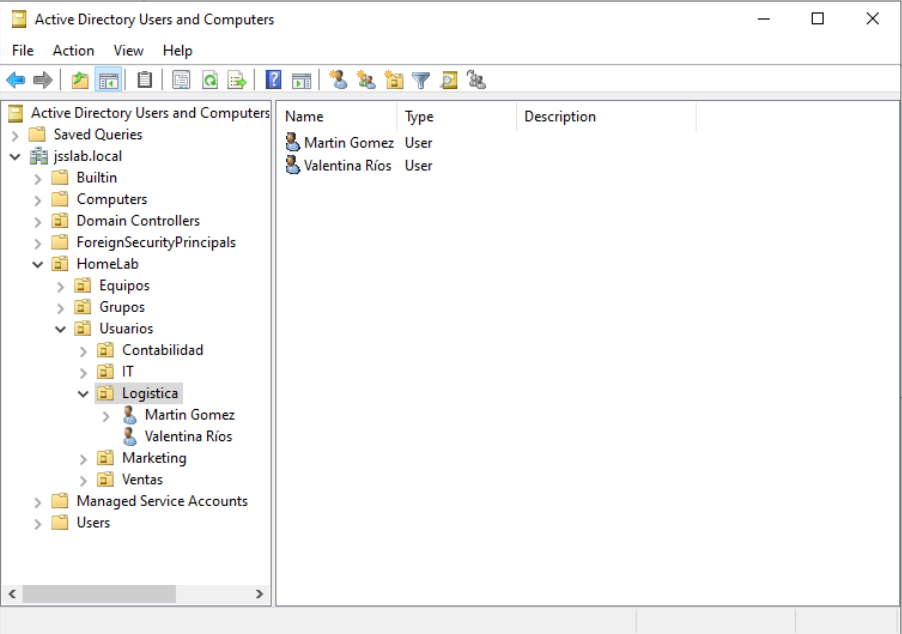 Active Directory Users and Computers
File Action View Help
Active Directory Users and Computers
Saved Queries
jsslab.local
Builtin
Computers
Domain Controllers
ForeignSecurityPrincipals
HomeLab
Equipos
Grupos
Usuarios
Contabilidad
IT
Logistica
Martin Gomez
Valentina Ríos
Marketing
Ventas
Managed Service Accounts
Users
Name Type Description
Martin Gomez User
Valentina Ríos User